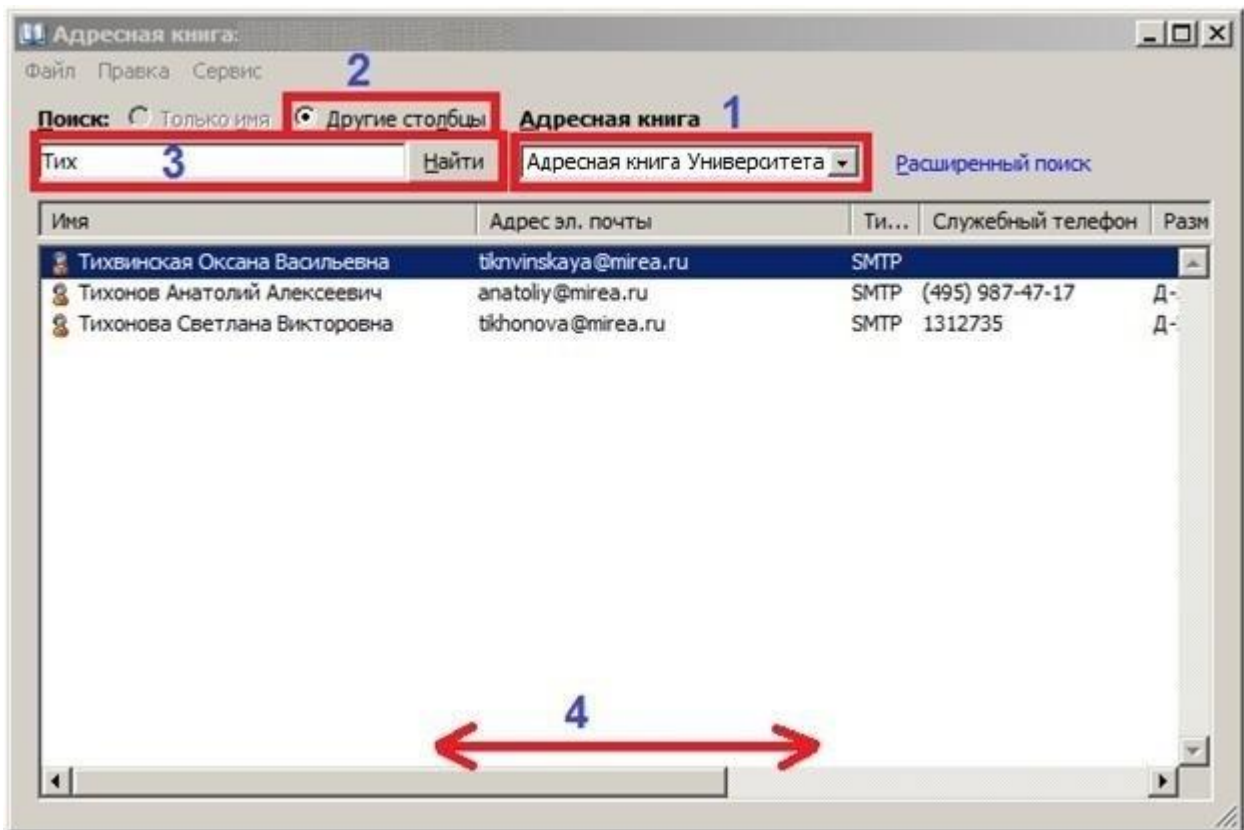 Адресная книга:
Файл Правка Сервис
2
Поиск: Только имя Другие столбцы Адресная книга 1
Тих 3 Найти Адресная книга Университета Расширенный поиск
Имя Адрес эл. почты Ти... Служебный телефон Разм
Тихвинская Оксана Васильевна tiknvinskaya@mirea.ru SMTP
Тихонов Анатолий Алексеевич anatoliy@mirea.ru SMTP (495) 987-47-17 Д-
Тихонова Светлана Викторовна tikhonova@mirea.ru SMTP 1312735 Д-
4